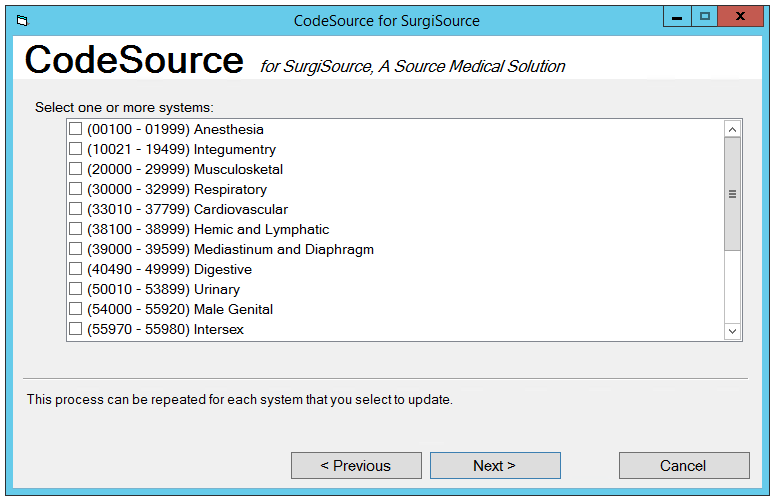 CodeSource for SurgiSource
CodeSource for SurgiSource, A Source Medical Solution
Select one or more systems:
(00100 - 01999) Anesthesia
(10021 - 19499) Integumentry
(20000 - 29999) Musculosketal
(30000 - 32999) Respiratory
(33010 - 37799) Cardiovascular
(38100 - 38999) Hemic and Lymphatic
(39000 - 39599) Mediastinum and Diaphragm
(40490 - 49999) Digestive
(50010 - 53899) Urinary
(54000 - 55920) Male Genital
(55970 - 55980) Intersex
This process can be repeated for each system that you select to update.
< Previous Next > Cancel